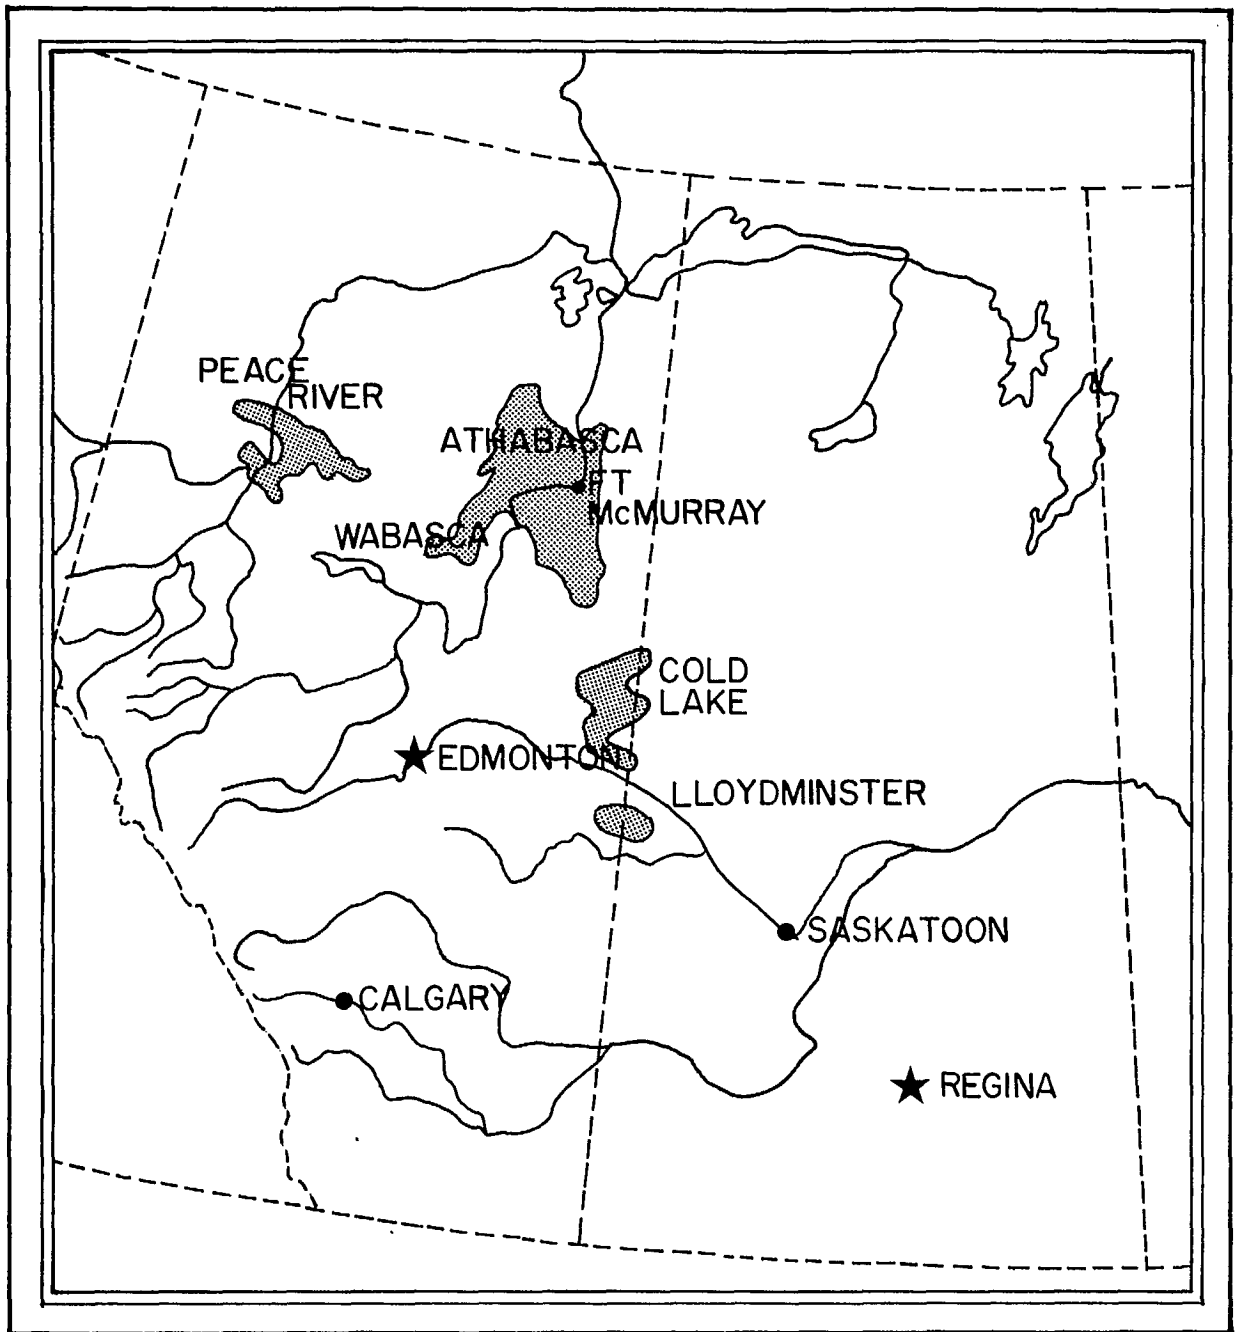 PEACE
RIVER
ATHABASCA
FT
McMURRAY
WABASCA
COLD
LAKE
EDMONTON
LLOYDMINSTER
SASKATOON
CALGARY
REGINA